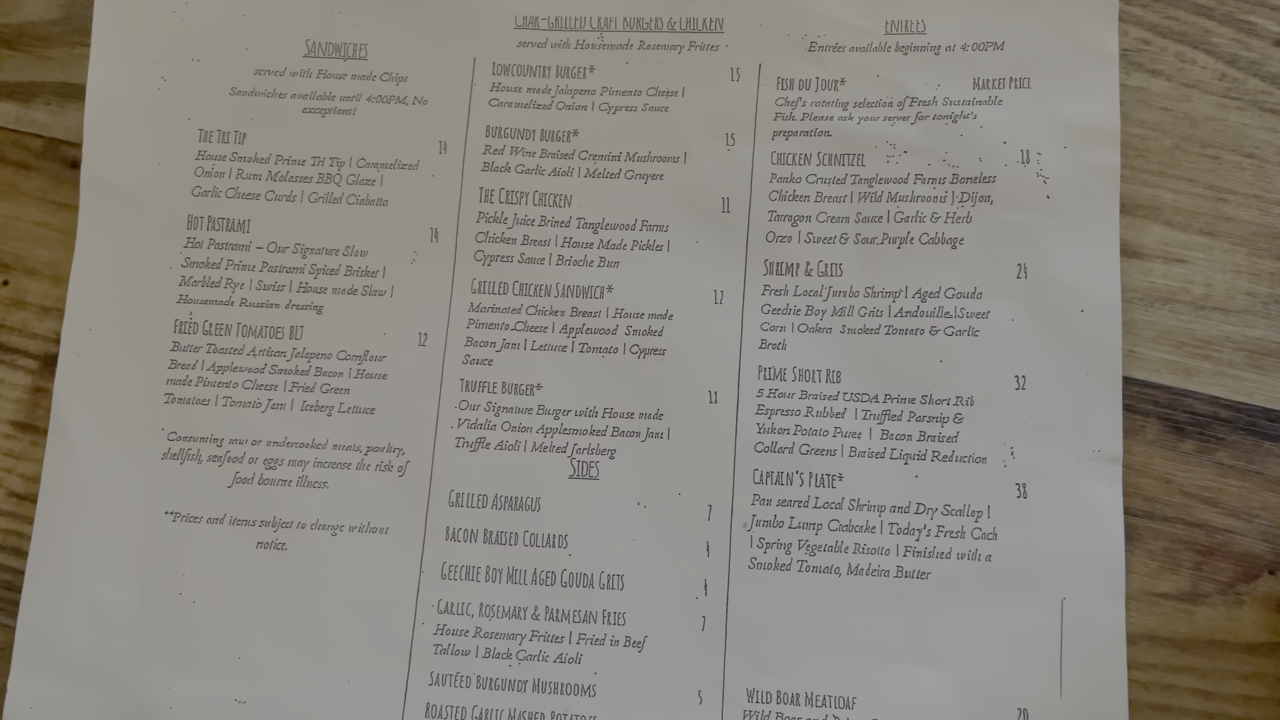 SANDWICHES
served with House made Chips
Sandwiches available until 4:00PM, No
exceptions!
THE TRI TIP 14
House Smoked Prime Tri Tip | Caramelized
Onion | Rum Molasses BBQ Glaze |
Garlic Cheese Curds | Grilled Ciabatta
HOT PASTRAMI 14
Hot Pastrami – Our Signature Slow
Smoked Prime Pastrami Spiced Brisket |
Marbled Rye | Swiss | House made Slaw |
Housemade Russian dressing
FRIED GREEN TOMATOES BLT 12
Butter Toasted Artisan Jalapeno Cornflour
Bread | Applewood Smoked Bacon | House
made Pimento Cheese | Fried Green
Tomatoes | Tomato Jam | Iceberg Lettuce
*Consuming raw or undercooked meats, poultry,
shellfish, seafood or eggs may increase the risk of
food bourne illness.
**Prices and items subject to change without
notice.
CHAR-GRILLED CRAFT BURGERS & CHICKEN
served with Housemade Rosemary Frittes
LOWCOUNTRY BURGER* 15
House made Jalapeno Pimento Cheese |
Caramelized Onion | Cypress Sauce
BURGUNDY BURGER* 15
Red Wine Braised Cremini Mushrooms |
Black Garlic Aioli | Melted Gruyere
THE CRISPY CHICKEN 11
Pickle Juice Brined Tanglewood Farms
Chicken Breast | House Made Pickles |
Cypress Sauce | Brioche Bun
GRILLED CHICKEN SANDWICH* 12
Marinated Chicken Breast | House made
Pimento Cheese | Applewood Smoked
Bacon Jam | Lettuce | Tomato | Cypress
Sauce
TRUFFLE BURGER* 18
Our Signature Burger with House made
Vidalia Onion Applesmoked Bacon Jam |
Truffle Aioli | Melted Jarlsberg
SIDES
GRILLED ASPARAGUS 7
BACON BRAISED COLLARDS
GEECHIE BOY MILL AGED GOUDA GRITS
GARLIC, ROSEMARY & PARMESAN FRIES 7
House Rosemary Frittes | Fried in Beef
Tallow | Black Garlic Aioli
SAUTÉED BURGUNDY MUSHROOMS 5
ROASTED GARLIC MASHED POTATOES
ENTRÉES
Entrées available beginning at 4:00PM
FISH DU JOUR* MARKET PRICE
Chef's rotating selection of Fresh Sustainable
Fish. Please ask your server for tonight's
preparation.
CHICKEN SCHNITZEL 18
Panko Crusted Tanglewood Farms Boneless
Chicken Breast | Wild Mushrooms | Dijon,
Tarragon Cream Sauce | Garlic & Herb
Orzo | Sweet & Sour Purple Cabbage
SHRIMP & GRITS 24
Fresh Local Jumbo Shrimp | Aged Gouda
Geechie Boy Mill Grits | Andouille | Sweet
Corn | Oakra Smoked Tomato & Garlic
Broth
PRIME SHORT RIB 32
5 Hour Braised USDA Prime Short Rib
Espresso Rubbed | Truffled Parsnip &
Yukon Potato Puree | Bacon Braised
Collard Greens | Braised Liquid Reduction
CAPTAIN'S PLATE* 38
Pan seared Local Shrimp and Dry Scallop |
Jumbo Lump Crabcake | Today's Fresh Cach
| Spring Vegetable Risotto | Finished with a
Smoked Tomato, Madeira Butter
WILD BOAR MEATLOAF 20
Wild Boar and